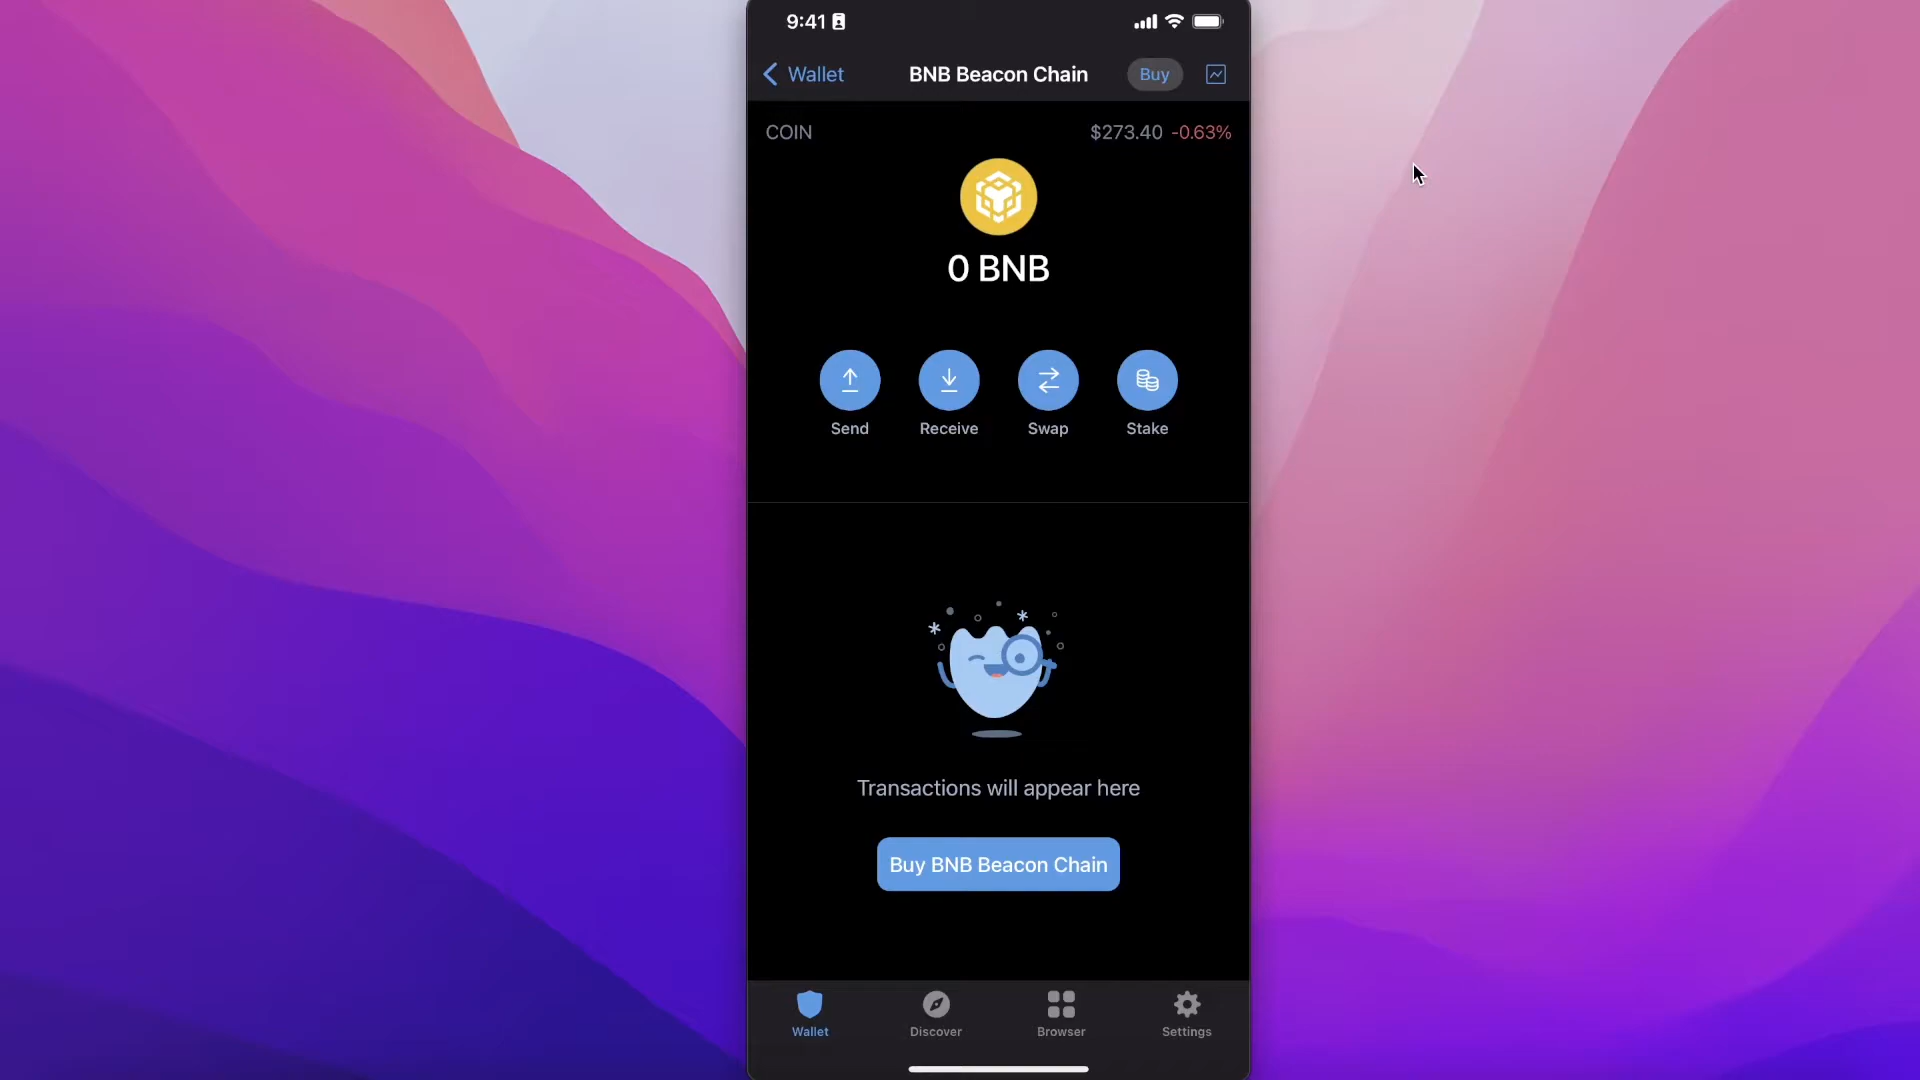 9:41
Wallet
BNB Beacon Chain
Buy
COIN
$273.40 -0.63%
0 BNB
Send
Receive
Swap
Stake
Transactions will appear here
Buy BNB Beacon Chain
Wallet
Discover
Browser
Settings